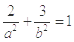 2/a² + 3/b² = 1